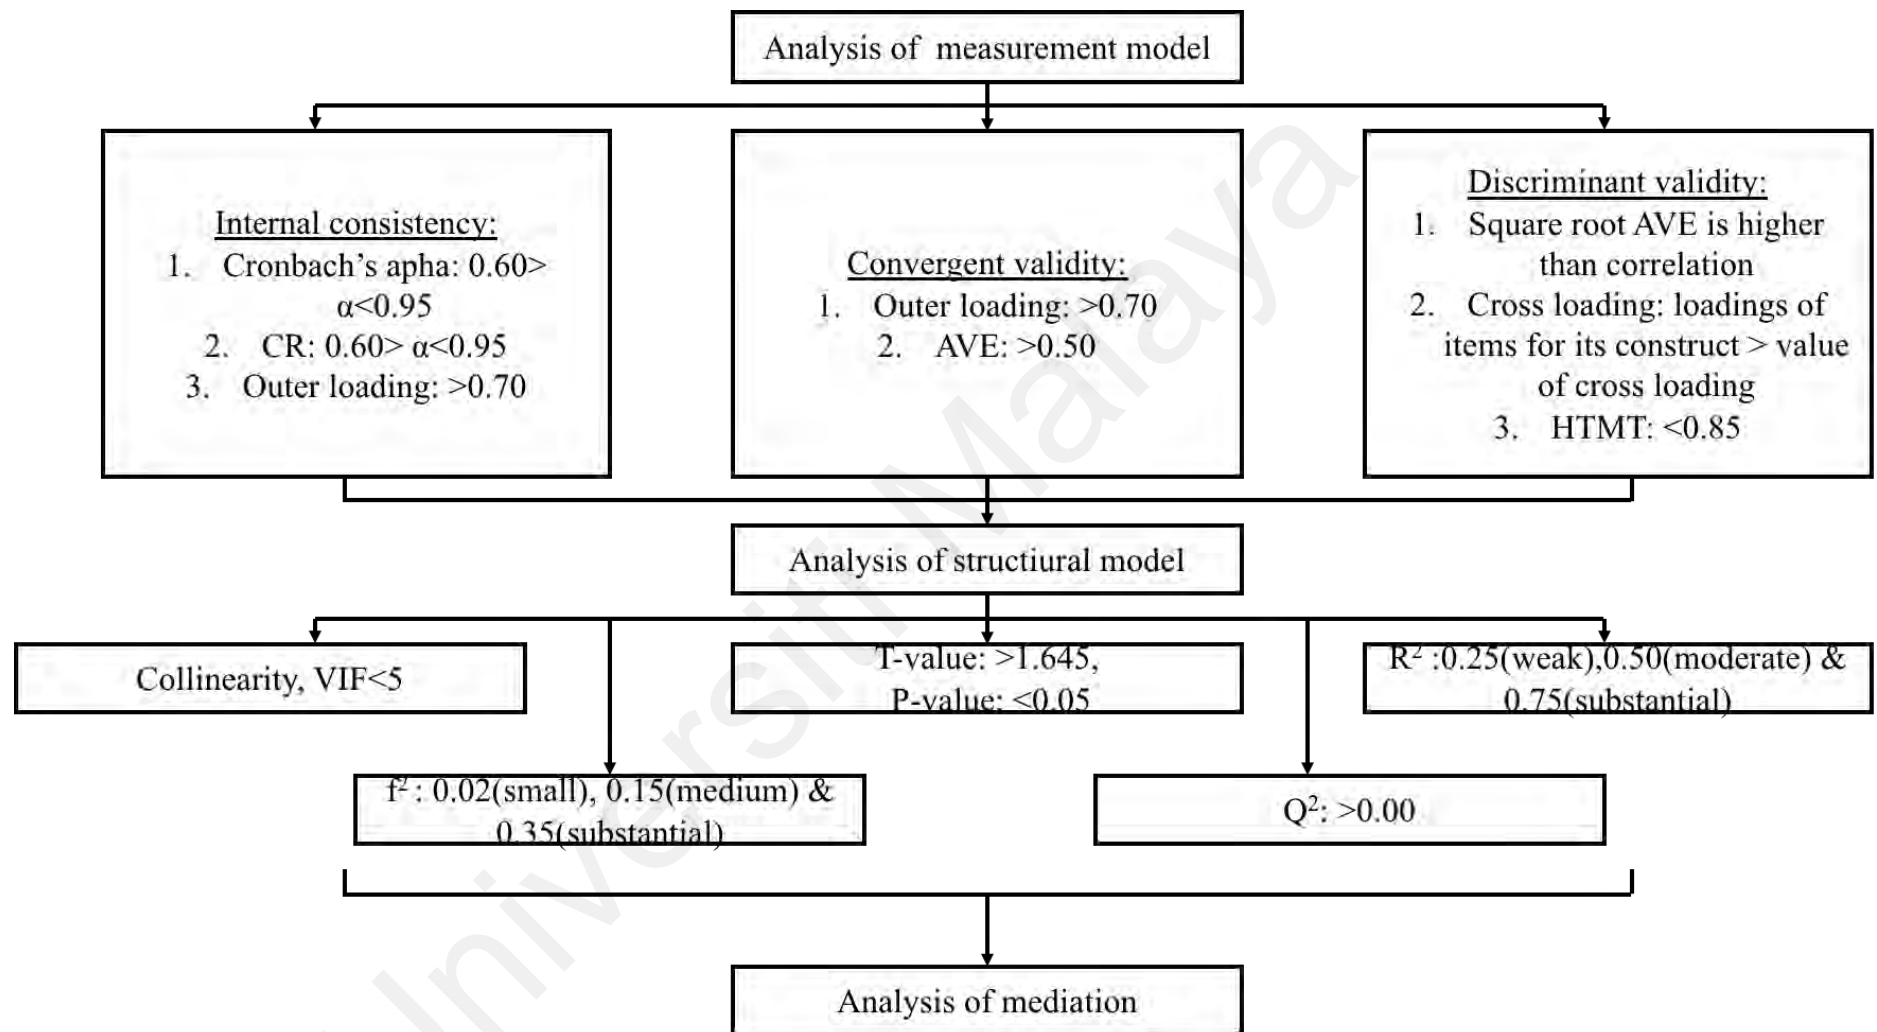 Analysis of measurement model
Internal consistency:
1. Cronbach's apha: 0.60>
α<0.95
2. CR: 0.60> α<0.95
3. Outer loading: >0.70
Convergent validity:
1. Outer loading: >0.70
2. AVE: >0.50
Discriminant validity:
1. Square root AVE is higher
than correlation
2. Cross loading: loadings of
items for its construct > value
of cross loading
3. HTMT: <0.85
Analysis of structiural model
Collinearity, VIF<5
T-value: >1.645,
P-value: <0.05
R² :0.25(weak),0.50(moderate) &
0.75(substantial)
f² : 0.02(small), 0.15(medium) &
0.35(substantial)
Q²: >0.00
Analysis of mediation
Universiti Malaya